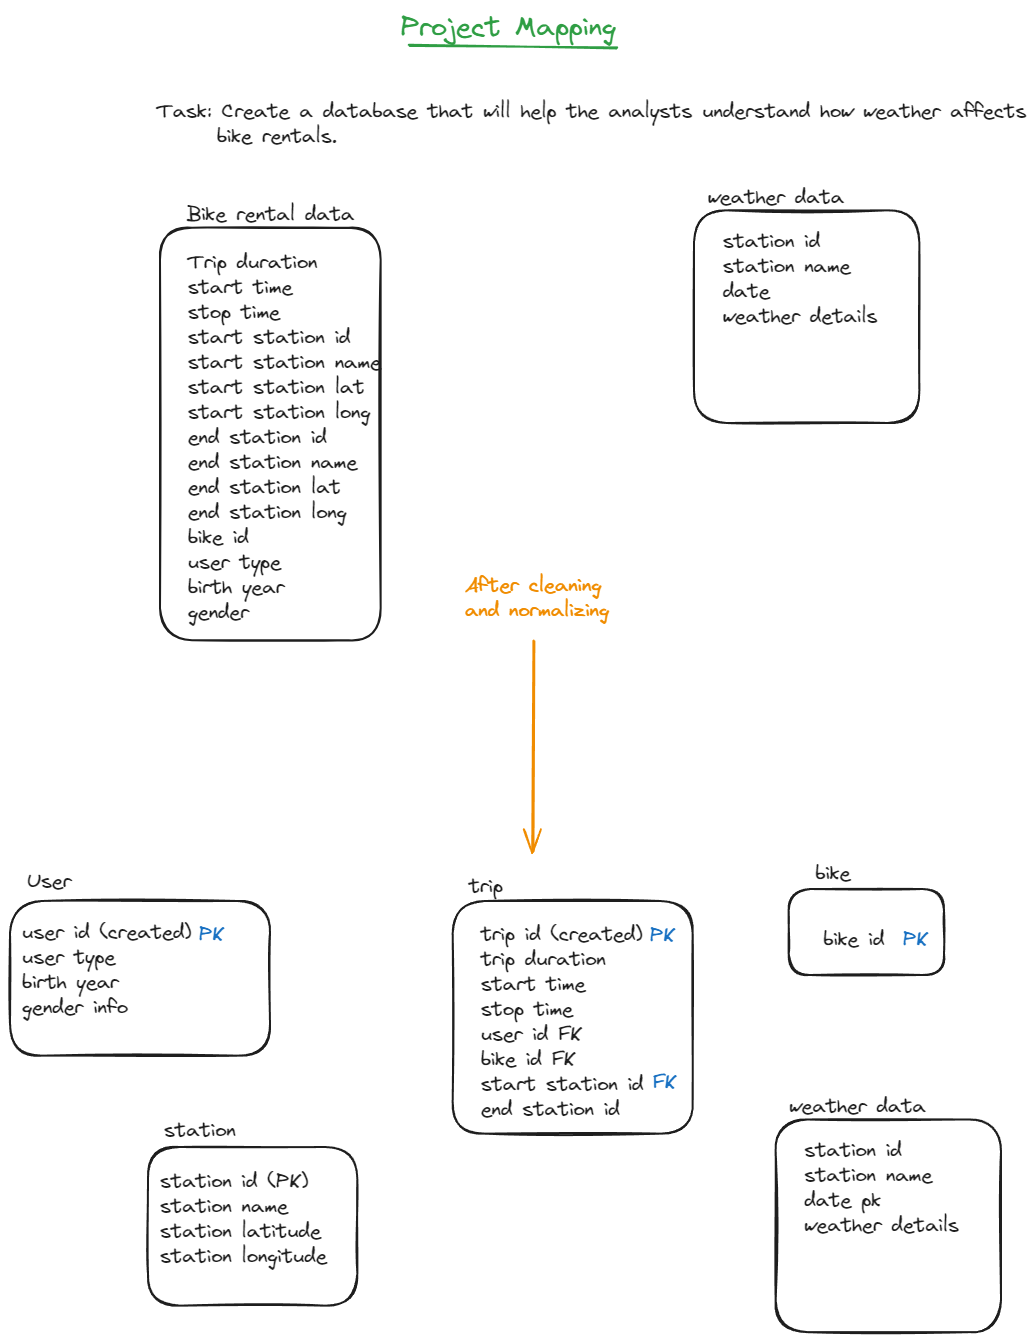 Project Mapping
Task: Create a database that will help the analysts understand how weather affects
bike rentals.
Bike rental data
Trip duration
start time
stop time
start station id
start station name
start station lat
start station long
end station id
end station name
end station lat
end station long
bike id
user type
birth year
gender
weather data
station id
station name
date
weather details
After cleaning
and normalizing
User
user id (created) PK
user type
birth year
gender info
trip
trip id (created) PK
trip duration
start time
stop time
user id FK
bike id FK
start station id FK
end station id
bike
bike id PK
station
station id (PK)
station name
station latitude
station longitude
weather data
station id
station name
date pk
weather details